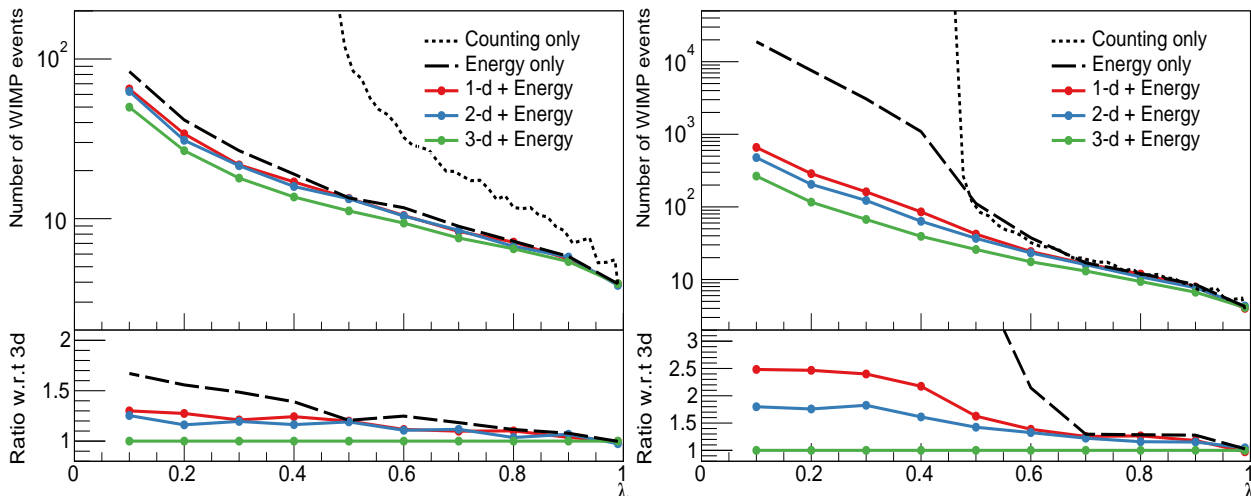 Number of WIMP events
10²
10
Counting only
Energy only
1-d + Energy
2-d + Energy
3-d + Energy
Ratio w.r.t 3d
2
1.5
1
0 0.2 0.4 0.6 0.8 1
λ
Number of WIMP events
10⁴
10³
10²
10
Counting only
Energy only
1-d + Energy
2-d + Energy
3-d + Energy
Ratio w.r.t 3d
3
2.5
2
1.5
1
0 0.2 0.4 0.6 0.8 1
λ